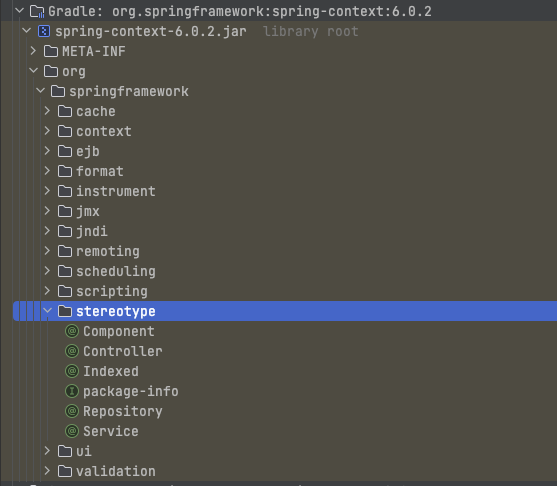 Gradle: org.springframework:spring-context:6.0.2
spring-context-6.0.2.jar library root
META-INF
org
springframework
cache
context
ejb
format
instrument
jmx
jndi
remoting
scheduling
scripting
stereotype
Component
Controller
Indexed
package-info
Repository
Service
ui
validation